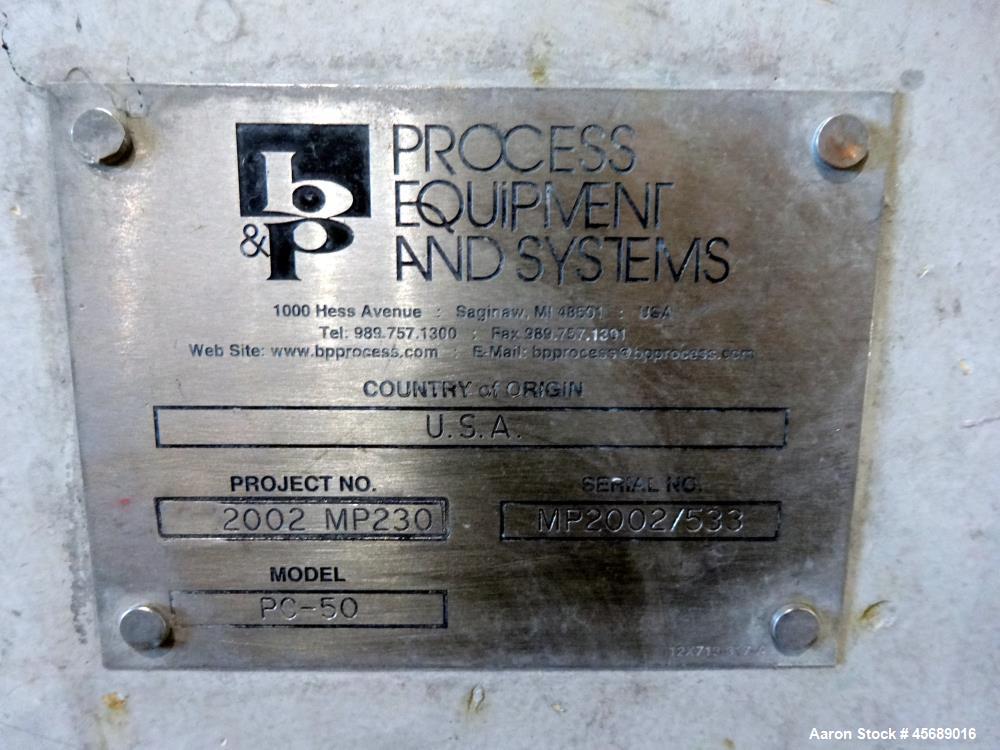 b
&p
PROCESS
EQUIPMENT
AND SYSTEMS
1000 Hess Avenue : Saginaw, MI 48601 : USA
Tel: 989.757.1300 : Fax 989.757.1301
Web Site: www.bpprocess.com : E-Mail: bpprocess@bpprocess.com
COUNTRY of ORIGIN
U.S.A.
PROJECT NO. SERIAL NO.
2002 MP230 MP2002/533
MODEL
PC-50
Aaron Stock # 45689016